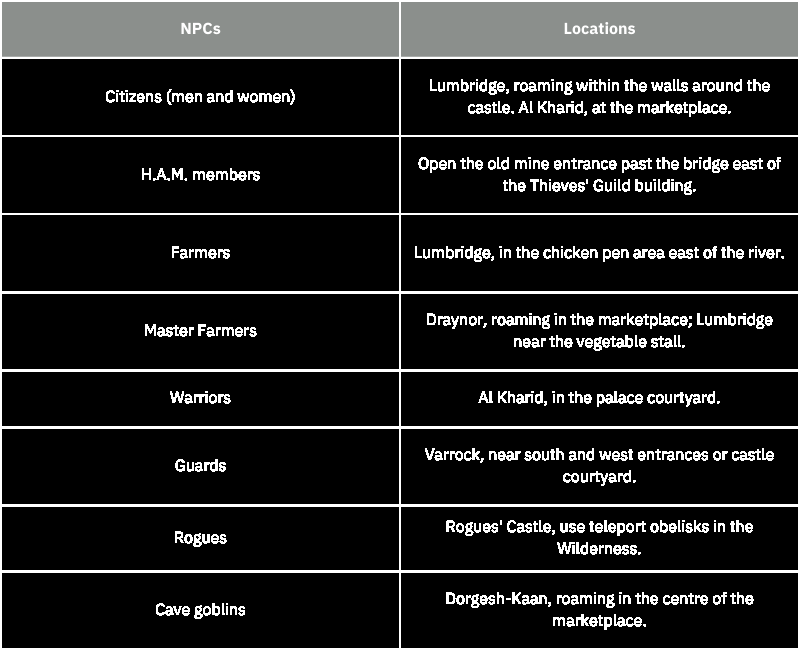 NPCs
Locations
Citizens (men and women)
Lumbridge, roaming within the walls around the
castle. Al Kharid, at the marketplace.
H.A.M. members
Open the old mine entrance past the bridge east of
the Thieves' Guild building.
Farmers
Lumbridge, in the chicken pen area east of the river.
Master Farmers
Draynor, roaming in the marketplace; Lumbridge
near the vegetable stall.
Warriors
Al Kharid, in the palace courtyard.
Guards
Varrock, near south and west entrances or castle
courtyard.
Rogues
Rogues' Castle, use teleport obelisks in the
Wilderness.
Cave goblins
Dorgesh-Kaan, roaming in the centre of the
marketplace.